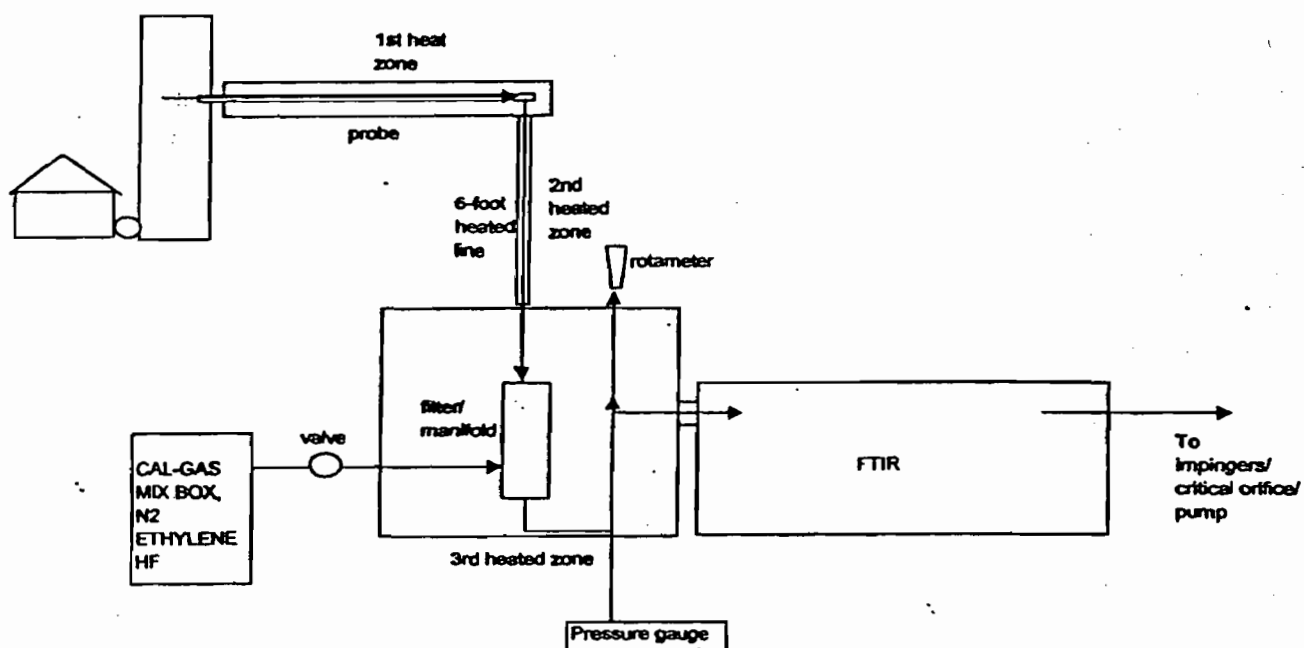 1st heat
zone
probe
6-foot
heated
line
2nd
heated
zone
rotameter
filter/
manifold
valve
CAL-GAS
MIX BOX,
N2
ETHYLENE
HF
FTIR
To
impingers/
critical orifice/
pump
3rd heated zone
Pressure gauge